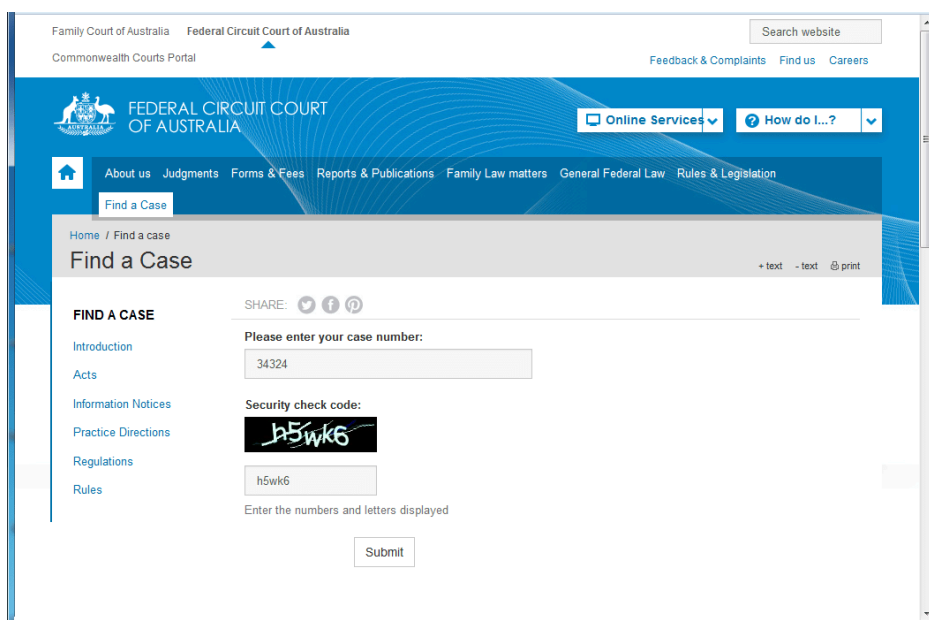 Family Court of Australia Federal Circuit Court of Australia
Search website
Commonwealth Courts Portal
Feedback & Complaints Find us Careers
AUSTRALIA
FEDERAL CIRCUIT COURT
OF AUSTRALIA
Online Services
How do I...?
About us Judgments Forms & Fees Reports & Publications Family Law matters General Federal Law Rules & Legislation
Find a Case
Home / Find a case
Find a Case
+ text - text print
FIND A CASE
Introduction
Acts
Information Notices
Practice Directions
Regulations
Rules
SHARE:
Please enter your case number:
34324
Security check code:
h5wk6
h5wk6
Enter the numbers and letters displayed
Submit